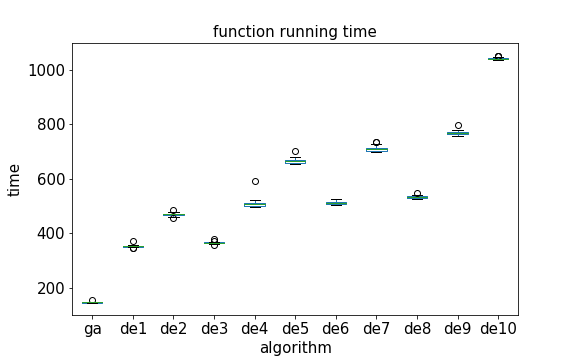 function running time
1000
800
600
400
200
time
ga de1 de2 de3 de4 de5 de6 de7 de8 de9 de10
algorithm